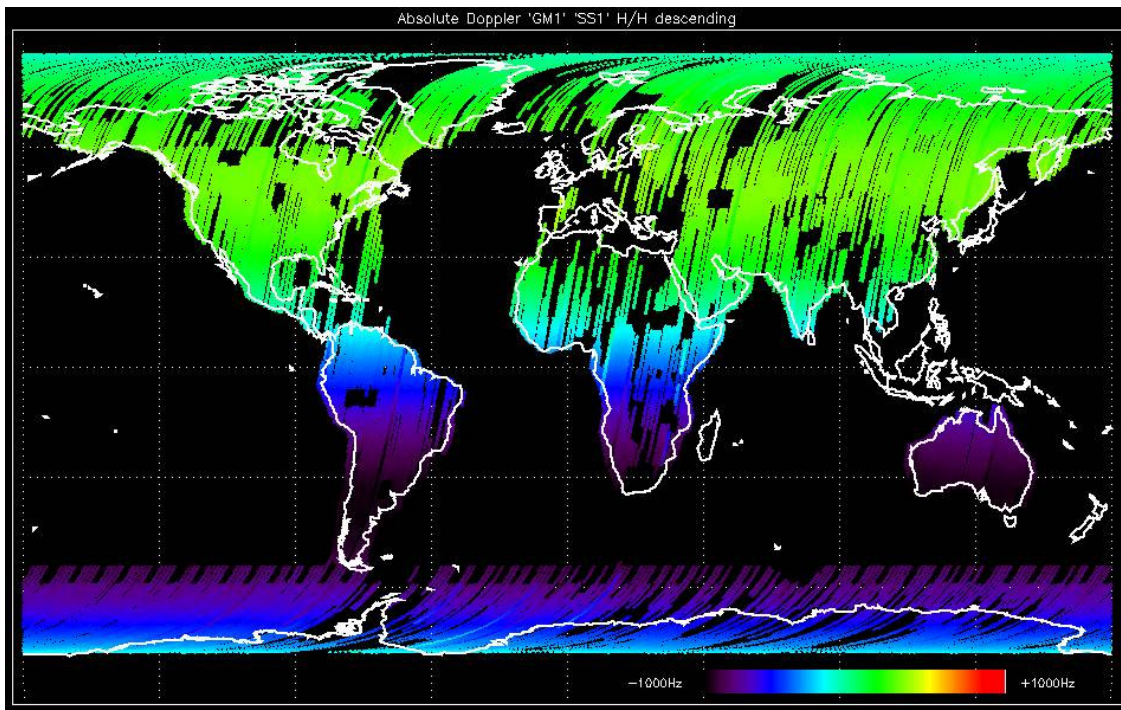 Absolute Doppler 'GM1' 'SS1' H/H descending
−1000Hz +1000Hz